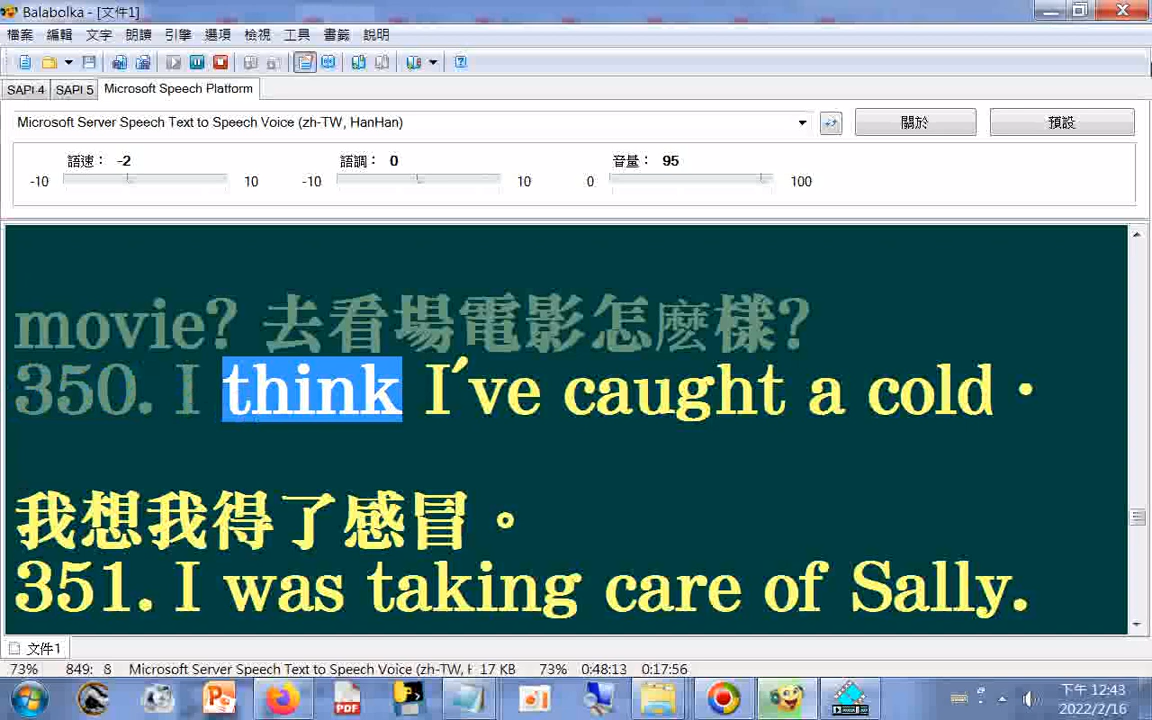 Balabolka - [文件1]
檔案 編輯 文字 朗讀 引擎 選項 檢視 工具 書籤 說明
SAPI 4 SAPI 5 Microsoft Speech Platform
Microsoft Server Speech Text to Speech Voice (zh-TW, HanHan) 關於 預設
語速： -2 語調： 0 音量： 95
-10 10 -10 10 0 100
movie? 去看場電影怎麼樣?
350. I think I´ve caught a cold．
我想我得了感冒。
351. I was taking care of Sally.
文件1
73% 849: 8 Microsoft Server Speech Text to Speech Voice (zh-TW, 17 KB 73% 0:48:13 0:17:56
下午 12:43
2022/2/16